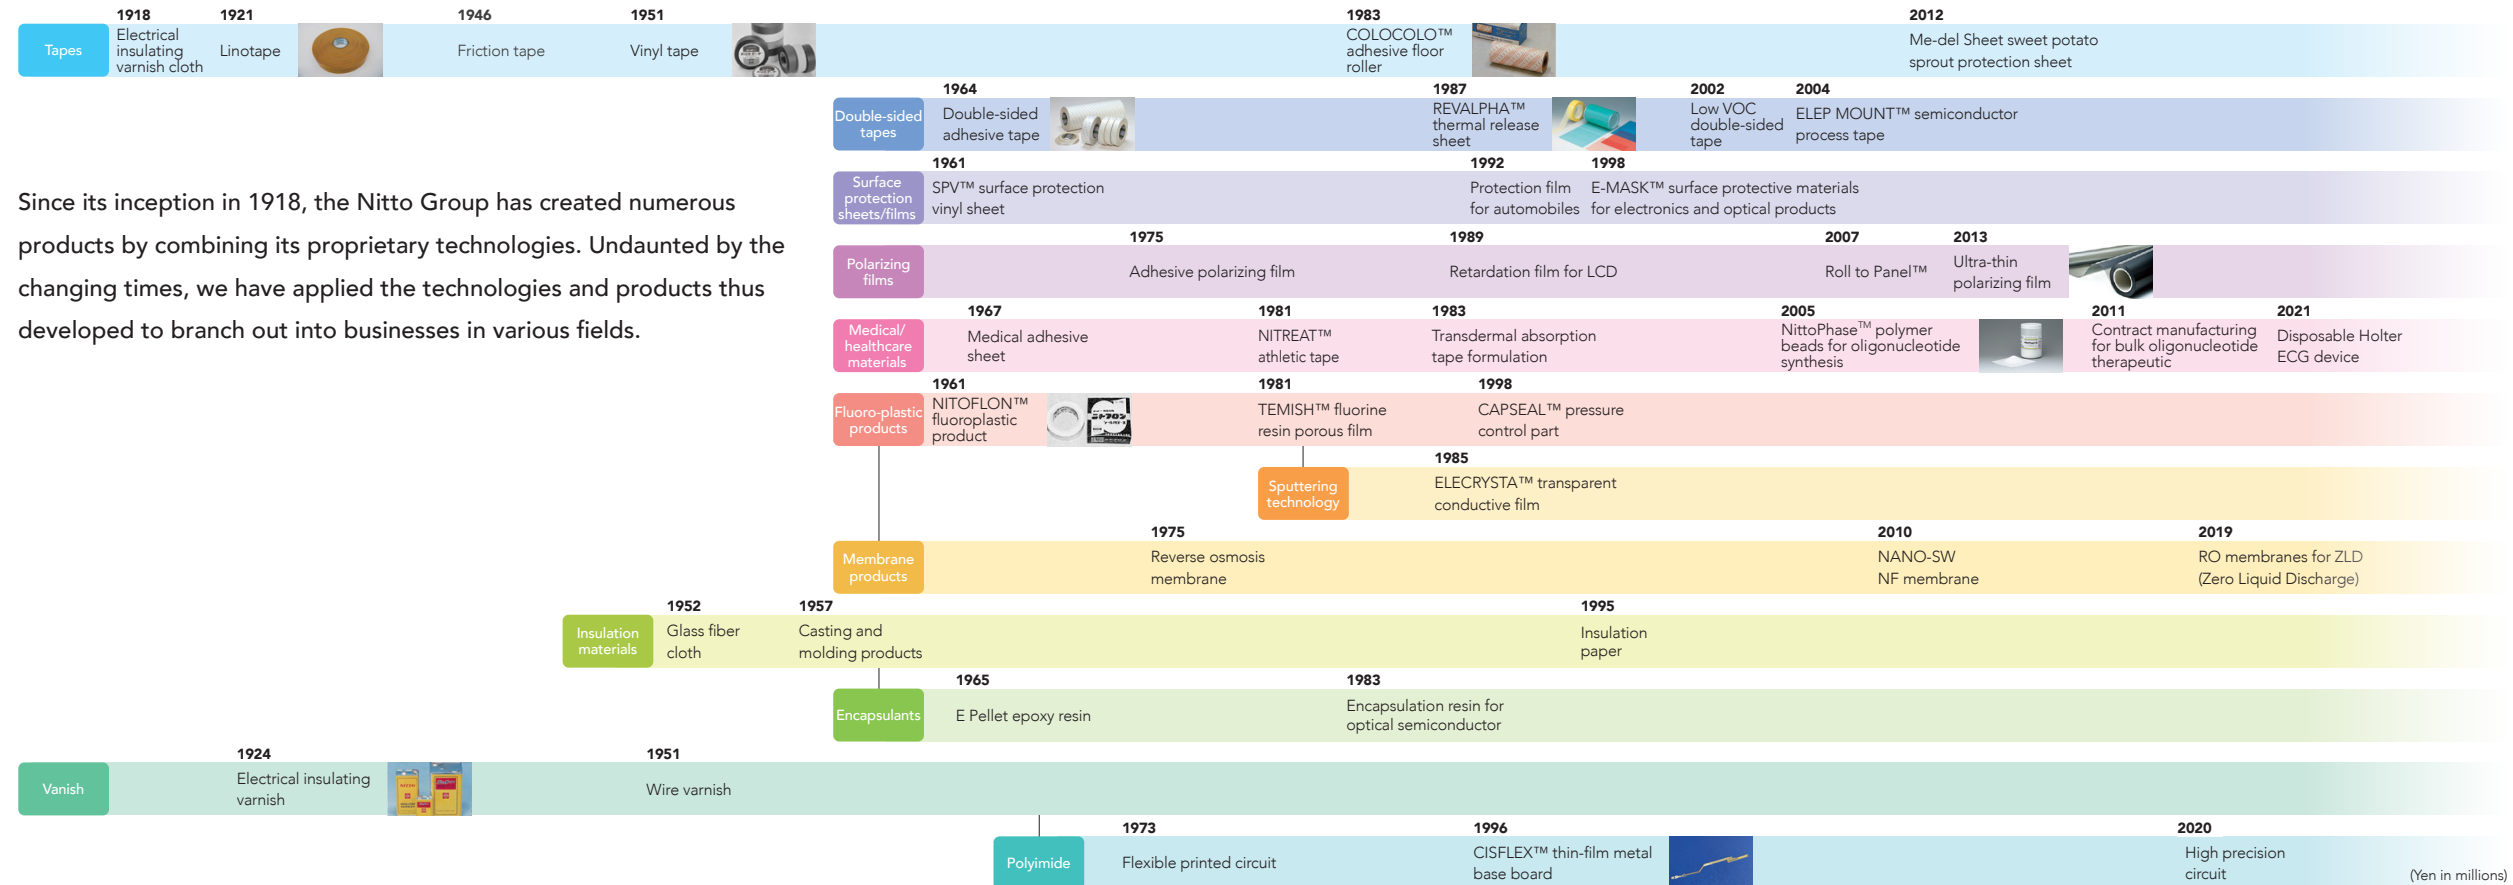 1918
1921
1946
1951
1983
2012
Tapes
Electrical
insulating
varnish cloth
Linotape
Friction tape
Vinyl tape
COLOCOLO™
adhesive floor
roller
Me-del Sheet sweet potato
sprout protection sheet
1964
1987
2002
2004
Double-sided
tapes
Double-sided
adhesive tape
REVALPHA™
thermal release
sheet
Low VOC
double-sided
tape
ELEP MOUNT™ semiconductor
process tape
1961
1992
1998
Surface
protection
sheets/films
SPV™ surface protection
vinyl sheet
Protection film
for automobiles
E-MASK™ surface protective materials
for electronics and optical products
Since its inception in 1918, the Nitto Group has created numerous
products by combining its proprietary technologies. Undaunted by the
changing times, we have applied the technologies and products thus
developed to branch out into businesses in various fields.
1975
1989
2007
2013
Polarizing
films
Adhesive polarizing film
Retardation film for LCD
Roll to Panel™
Ultra-thin
polarizing film
1967
1981
1983
2005
2011
2021
Medical/
healthcare
materials
Medical adhesive
sheet
NITREAT™
athletic tape
Transdermal absorption
tape formulation
NittoPhase™ polymer
beads for oligonucleotide
synthesis
Contract manufacturing
for bulk oligonucleotide
therapeutic
Disposable Holter
ECG device
1961
1981
1998
Fluoro-plastic
products
NITOFLON™
fluoroplastic
product
ニトフロン
TEMISH™ fluorine
resin porous film
CAPSEAL™ pressure
control part
1985
Sputtering
technology
ELECRYSTA™ transparent
conductive film
1975
2010
2019
Membrane
products
Reverse osmosis
membrane
NANO-SW
NF membrane
RO membranes for ZLD
(Zero Liquid Discharge)
1952
1957
1995
Insulation
materials
Glass fiber
cloth
Casting and
molding products
Insulation
paper
1965
1983
Encapsulants
E Pellet epoxy resin
Encapsulation resin for
optical semiconductor
1924
1951
Vanish
Electrical insulating
varnish
Wire varnish
1973
1996
2020
Polyimide
Flexible printed circuit
CISFLEX™ thin-film metal
base board
High precision
circuit
(Yen in millions)